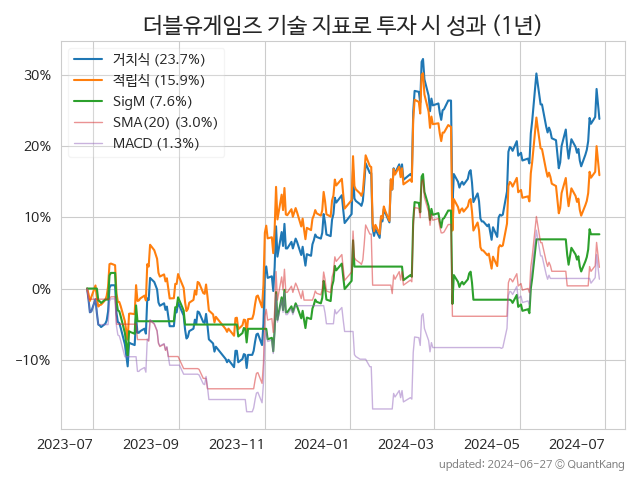 더블유게임즈 기술 지표로 투자 시 성과 (1년)
거치식 (23.7%)
적립식 (15.9%)
SigM (7.6%)
SMA(20) (3.0%)
MACD (1.3%)
30%
20%
10%
0%
−10%
2023-07 2023-09 2023-11 2024-01 2024-03 2024-05 2024-07
updated: 2024-06-27 ⓒ QuantKang